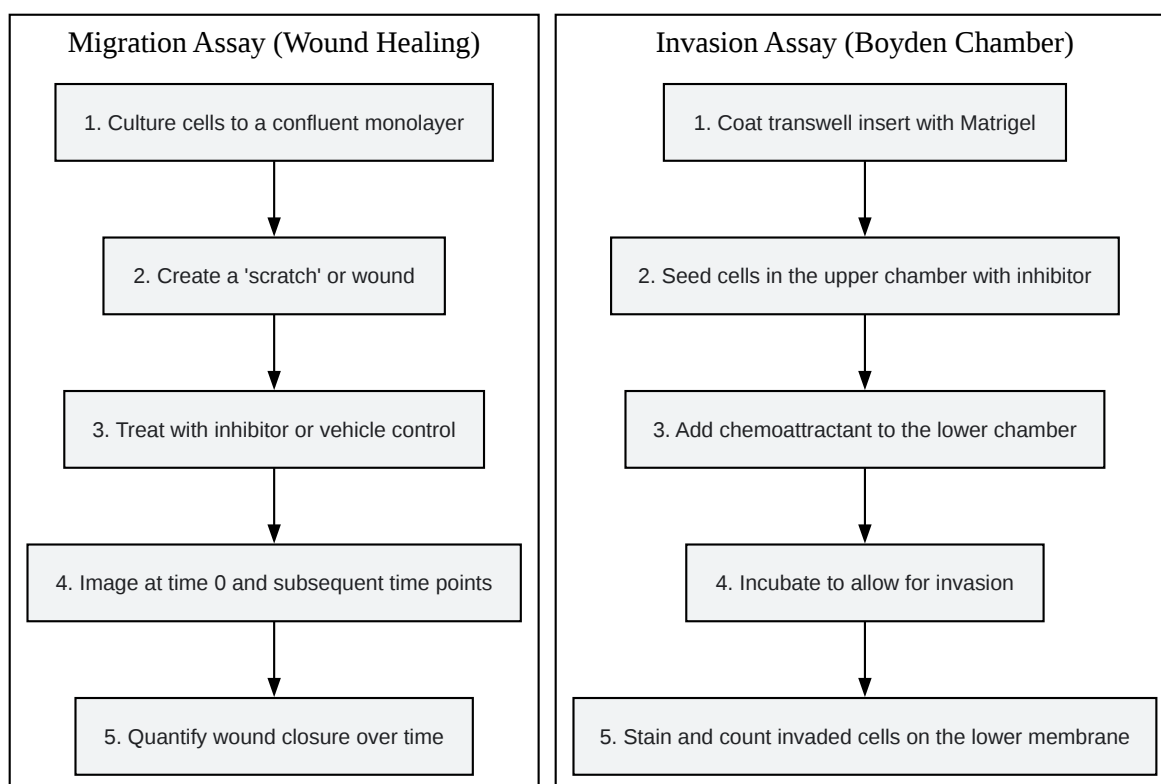 Migration Assay (Wound Healing)
1. Culture cells to a confluent monolayer
2. Create a 'scratch' or wound
3. Treat with inhibitor or vehicle control
4. Image at time 0 and subsequent time points
5. Quantify wound closure over time
Invasion Assay (Boyden Chamber)
1. Coat transwell insert with Matrigel
2. Seed cells in the upper chamber with inhibitor
3. Add chemoattractant to the lower chamber
4. Incubate to allow for invasion
5. Stain and count invaded cells on the lower membrane